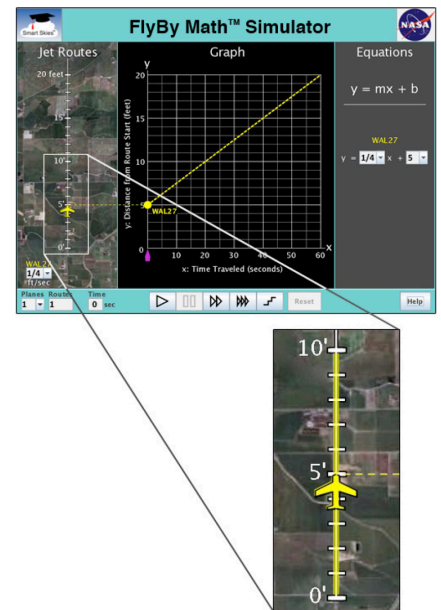 Smart Skies
FlyBy Math™ Simulator
NASA
Jet Routes
Graph
Equations
20 feet
15
10'
5'
0'
WAL27
1/4
ft/sec
y
y: Distance from Route Start (feet)
20
15
10
5
0
WAL27
10 20 30 40 50 60
x
x: Time Traveled (seconds)
y = mx + b
WAL27
y = 1/4 x + 5
Planes Routes Time
1 1 0 sec
Reset
Help
10'
5'
0'